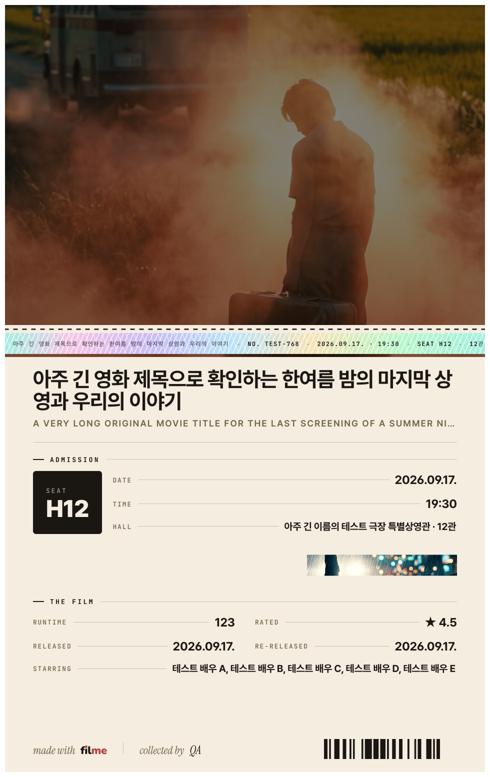 아주 긴 영화 제목으로 확인하는 한여름 밤의 마지막 상영과 우리의 이야기 NO. TEST-768 2026.09.17. · 19:30 SEAT H12 12관
아주 긴 영화 제목으로 확인하는 한여름 밤의 마지막 상
영과 우리의 이야기
A VERY LONG ORIGINAL MOVIE TITLE FOR THE LAST SCREENING OF A SUMMER NI...
ADMISSION
SEAT
H12
DATE 2026.09.17.
TIME 19:30
HALL 아주 긴 이름의 테스트 극장 특별상영관 · 12관
THE FILM
RUNTIME 123 RATED ★ 4.5
RELEASED 2026.09.17. RE-RELEASED 2026.09.17.
STARRING 테스트 배우 A, 테스트 배우 B, 테스트 배우 C, 테스트 배우 D, 테스트 배우 E
made with filme collected by QA